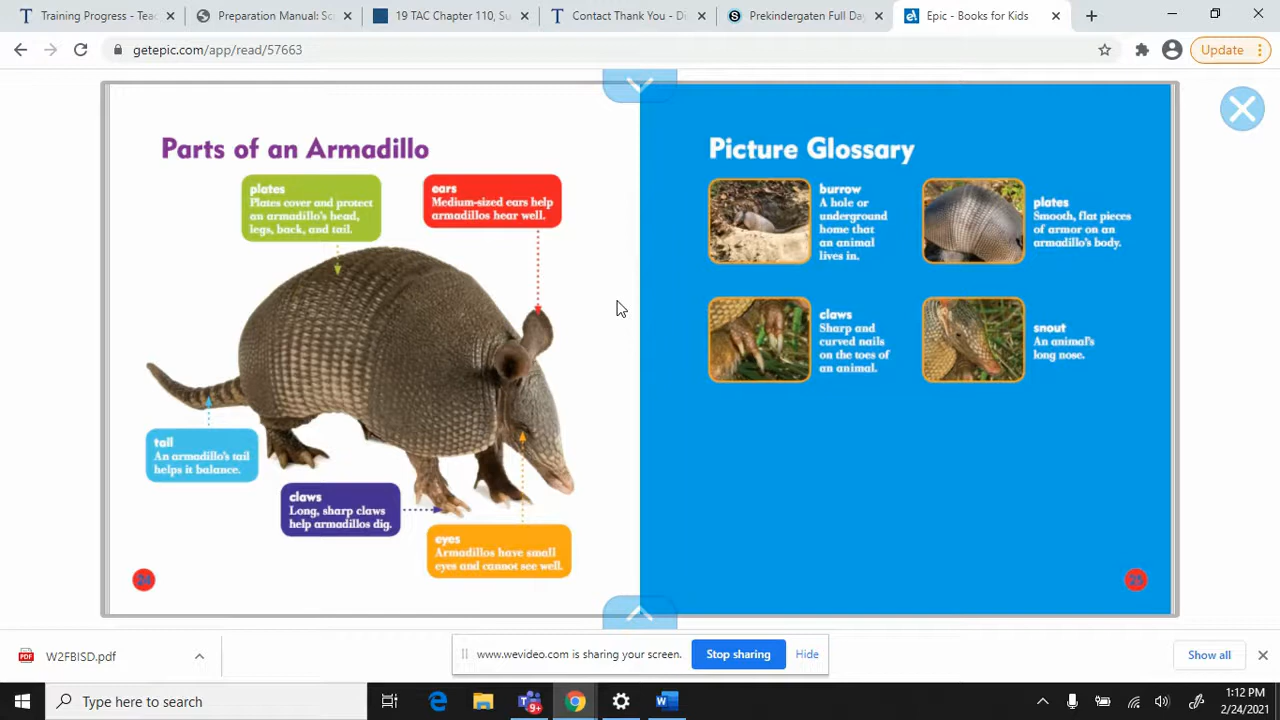 Training Progress - Teac
Preparation Manual: Sc
19 TAC Chapter 110, Su
Contact Thank You - Di
Prekindergaten Full Day
Epic - Books for Kids
getepic.com/app/read/57663
Update
Parts of an Armadillo
plates
Plates cover and protect
an armadillo's head,
legs, back, and tail.
ears
Medium-sized ears help
armadillos hear well.
tail
An armadillo's tail
helps it balance.
claws
Long, sharp claws
help armadillos dig.
eyes
Armadillos have small
eyes and cannot see well.
24
Picture Glossary
burrow
A hole or
underground
home that
an animal
lives in.
plates
Smooth, flat pieces
of armor on an
armadillo's body.
claws
Sharp and
curved nails
on the toes of
an animal.
snout
An animal's
long nose.
25
W2FBISD.pdf
www.wevideo.com is sharing your screen.
Stop sharing
Hide
Show all
Type here to search
9+
1:12 PM
2/24/2021